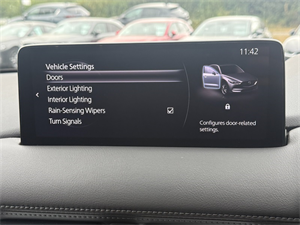 11:42
Vehicle Settings
Doors
Exterior Lighting
Interior Lighting
Rain-Sensing Wipers
Turn Signals
Configures door-related
settings.